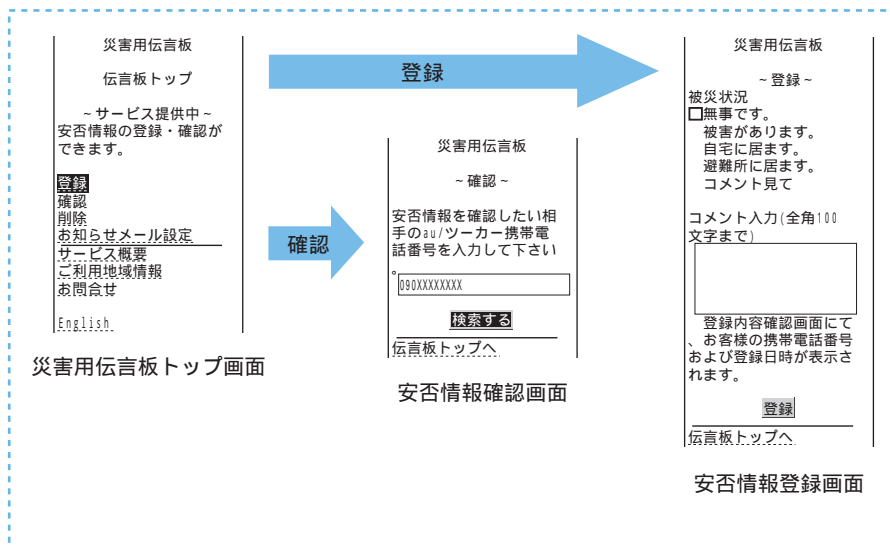 災害用伝言板
伝言板トップ
~サービス提供中~
安否情報の登録・確認が
できます。
登録
確認
削除
お知らせメール設定
サービス概要
ご利用地域情報
お問合せ
English
災害用伝言板トップ画面
登録
確認
災害用伝言板
~確認~
安否情報を確認したい相
手のau/ツーカー携帯電
話番号を入力して下さい
。
090XXXXXXXX
検索する
伝言板トップへ
安否情報確認画面
災害用伝言板
~登録~
被災状況
□無事です。
被害があります。
自宅に居ます。
避難所に居ます。
コメント見て
コメント入力(全角100
文字まで)
登録内容確認画面にて
、お客様の携帯電話番号
および登録日時が表示さ
れます。
登録
伝言板トップへ
安否情報登録画面